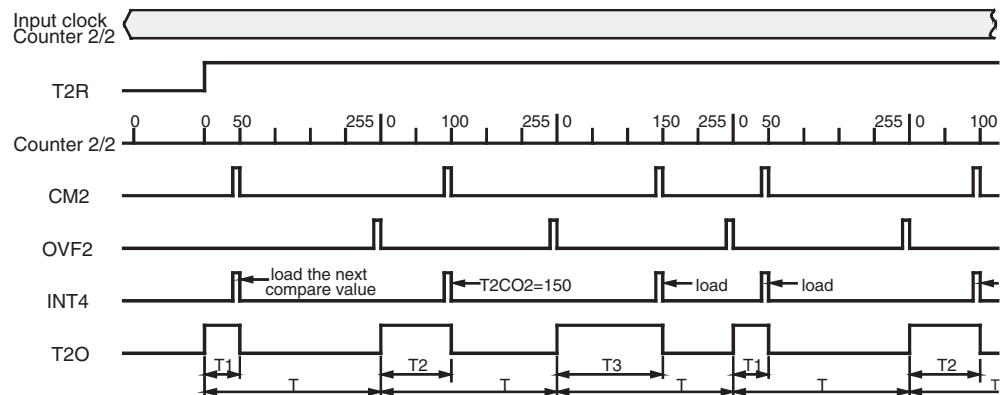 Input clock
Counter 2/2
T2R
0 0 50 255 0 100 255 0 150 255 0 50 255 0 100
Counter 2/2
CM2
OVF2
load the next
compare value
T2CO2=150
load
load
INT4
T2O
T1 T2 T3 T1 T2
T T T T T